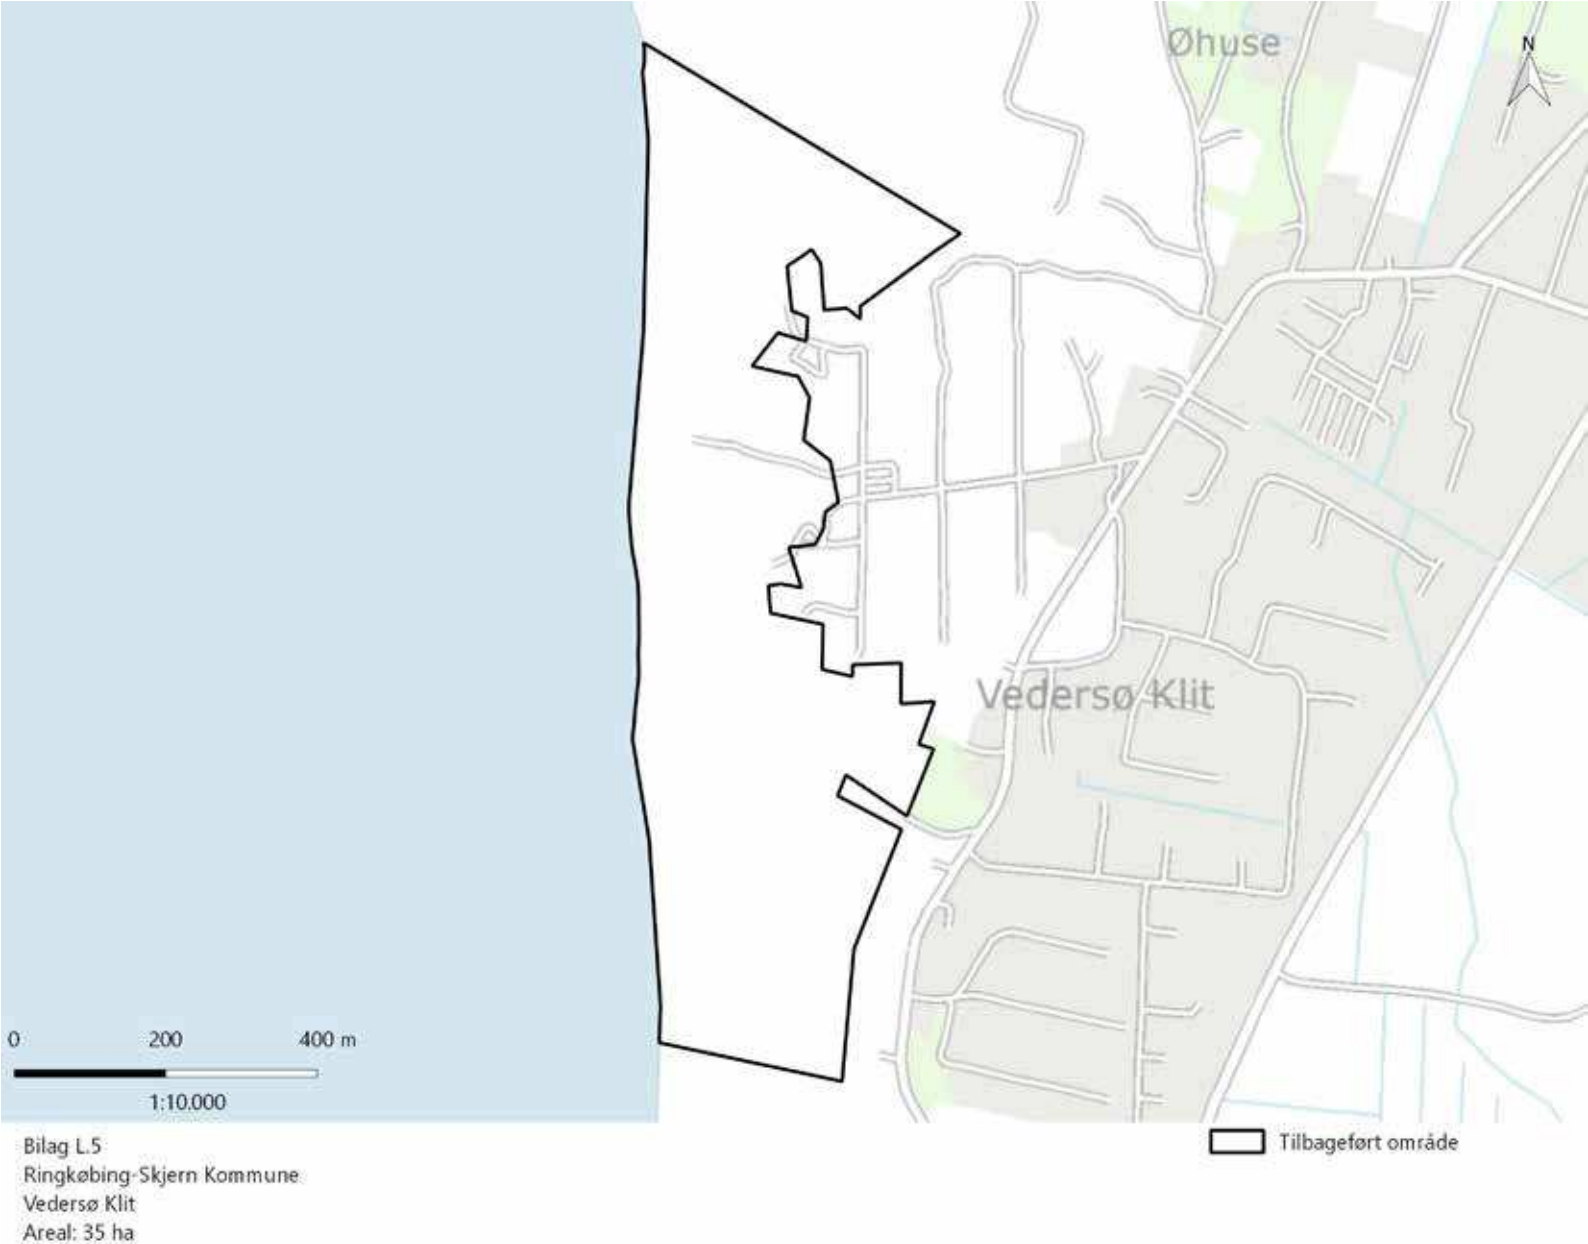 Øhuse
N
Vedersø Klit
0 200 400 m
1:10.000
Bilag L.5
Ringkøbing-Skjern Kommune
Vedersø Klit
Areal: 35 ha
Tilbageført område